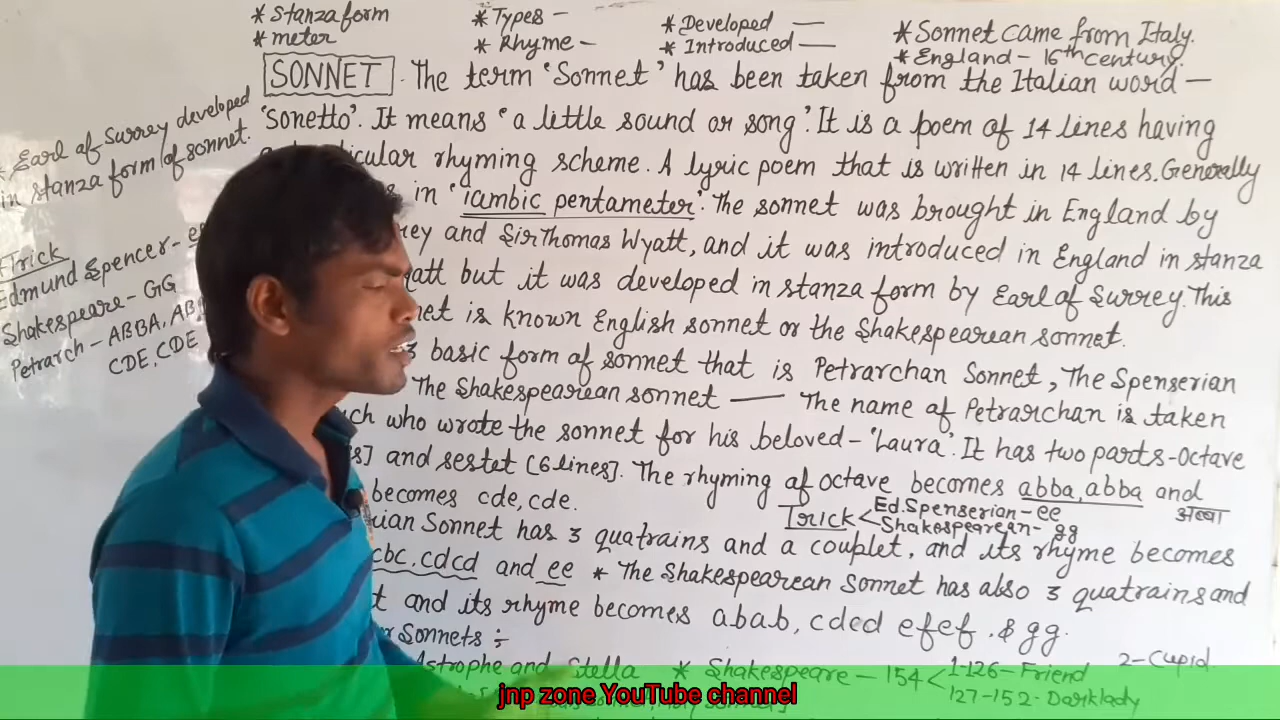 * Stanza form
* meter
* Types —
* Rhyme —
* Developed —
* Introduced —
* Sonnet came from Italy.
* England - 16th century.
SONNET. The term 'Sonnet' has been taken from the Italian word —
'sonetto'. It means 'a little sound or song'. It is a poem of 14 lines having
rhyming scheme. A lyric poem that is written in 14 lines. Generally
in 'iambic pentameter'. The sonnet was brought in England by
and Sir Thomas Wyatt, and it was introduced in England in stanza
but it was developed in stanza form by Earl of Surrey. This
is known English sonnet or the Shakespearean sonnet.
3 basic form of sonnet that is Petrarchan Sonnet, The Spenserian
The Shakespearean sonnet — The name of Petrarchan is taken
who wrote the sonnet for his beloved - 'Laura'. It has two parts - Octave
and sestet [6 lines]. The rhyming of octave becomes abba, abba and
अब्बा
becomes cde, cde.
Trick < Ed. Spenserian - ee
Shakespearean - gg
Sonnet has 3 quatrains and a couplet, and its rhyme becomes
cbc. cdcd and ee * The Shakespearean Sonnet has also 3 quatrains and
and its rhyme becomes abab, cded efef . & gg.
Sonnets ÷
Astrophe and Stella
* Shakespeare - 154 < 1-126 - Friend
127-152 - Darklady
2-Cupid
* Earl of Surrey developed
in stanza form of sonnet.
Trick
Edmund Spencer - ee
Shakespeare - GG
Petrarch - ABBA, AB
CDE, CDE
jnp zone YouTube channel